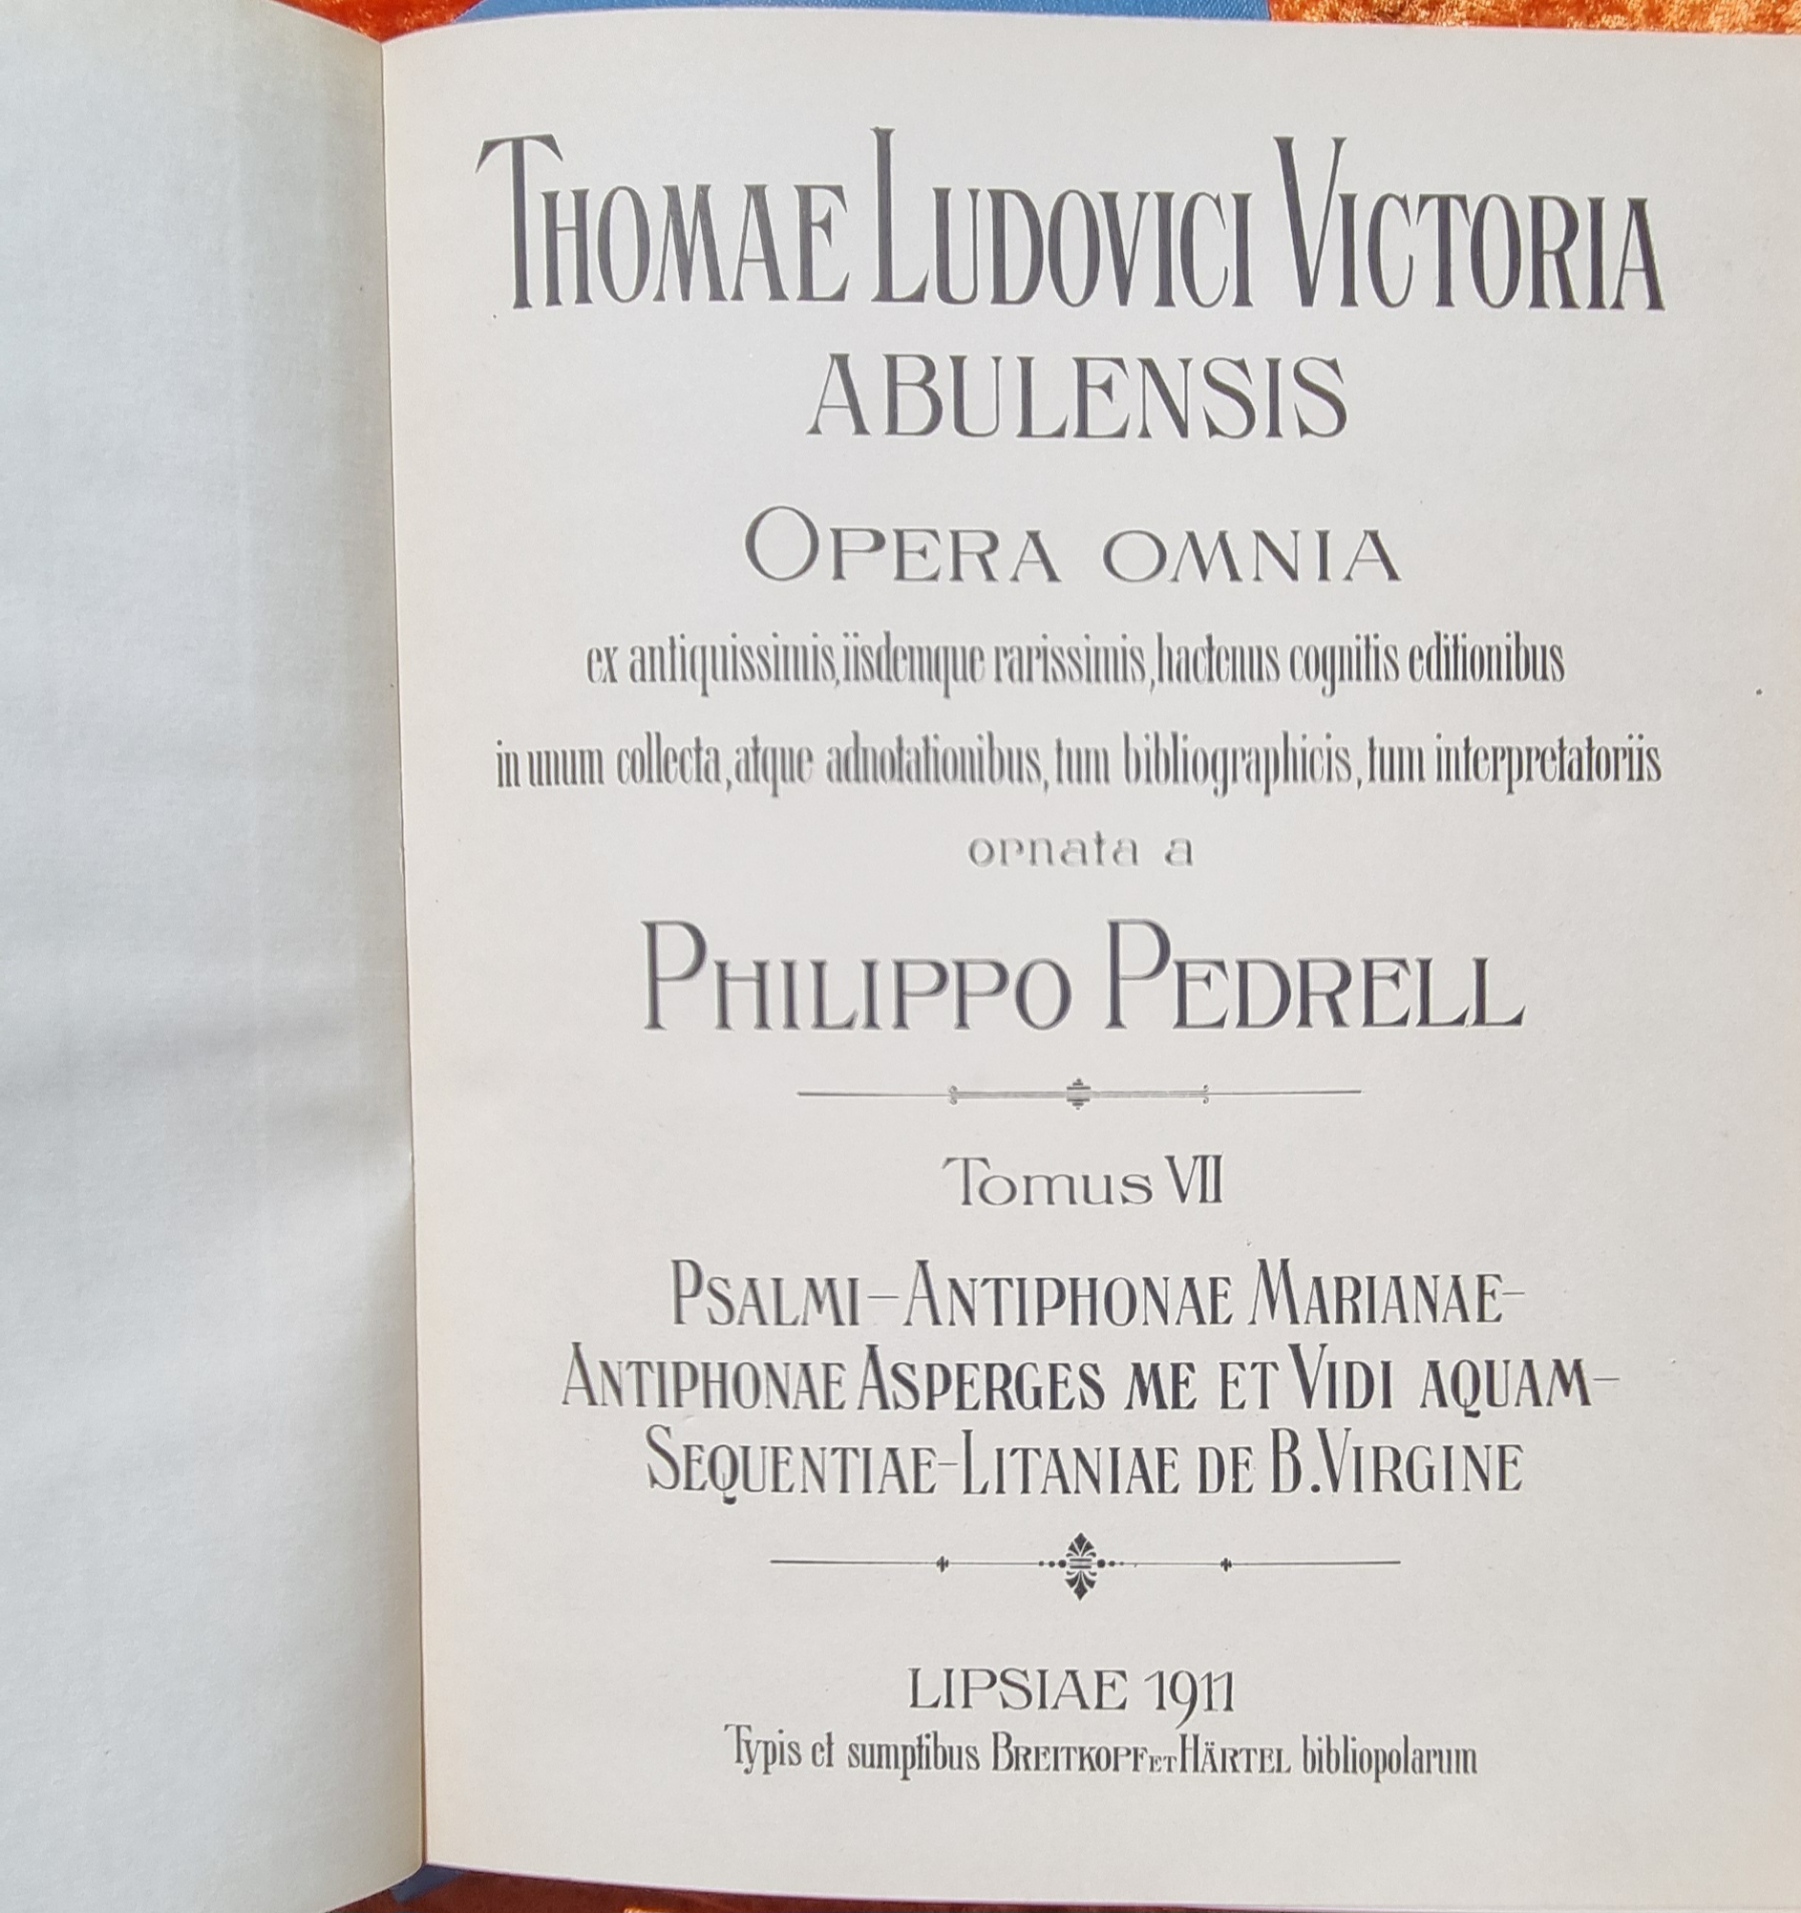 THOMAE LUDOVICI VICTORIA
ABULENSIS
OPERA OMNIA
ex antiquissimis, iisdemque rarissimis, hactenus cognitis editionibus
in unum collecta, atque adnotationibus, tum bibliographicis, tum interpretatoriis
ornata a
PHILIPPO PEDRELL
Tomus VII
PSALMI–ANTIPHONAE MARIANAE–
ANTIPHONAE ASPERGES ME ET VIDI AQUAM–
SEQUENTIAE–LITANIAE DE B. VIRGINE
LIPSIAE 1911
Typis et sumptibus BREITKOPF ET HÄRTEL bibliopolarum